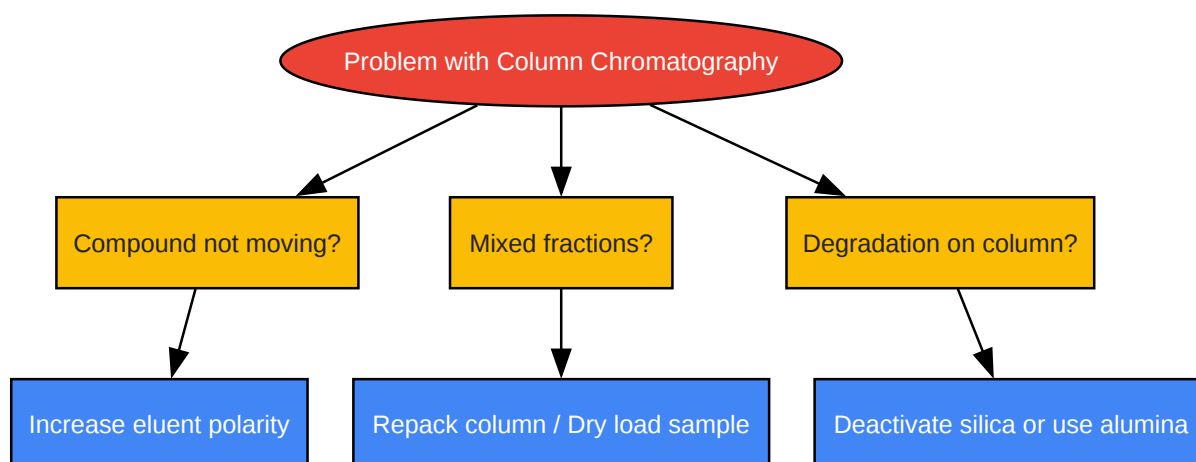 Problem with Column Chromatography
Compound not moving?
Mixed fractions?
Degradation on column?
Increase eluent polarity
Repack column / Dry load sample
Deactivate silica or use alumina